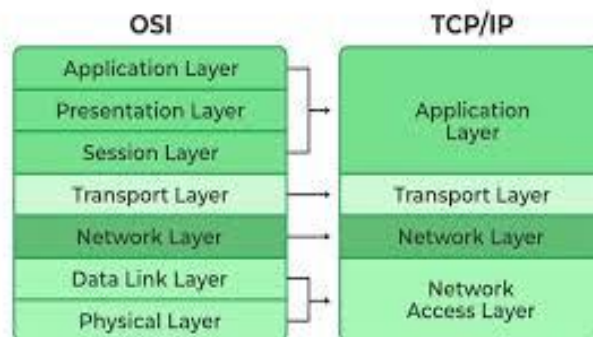 OSI
Application Layer
Presentation Layer
Session Layer
Transport Layer
Network Layer
Data Link Layer
Physical Layer
TCP/IP
Application
Layer
Transport Layer
Network Layer
Network
Access Layer